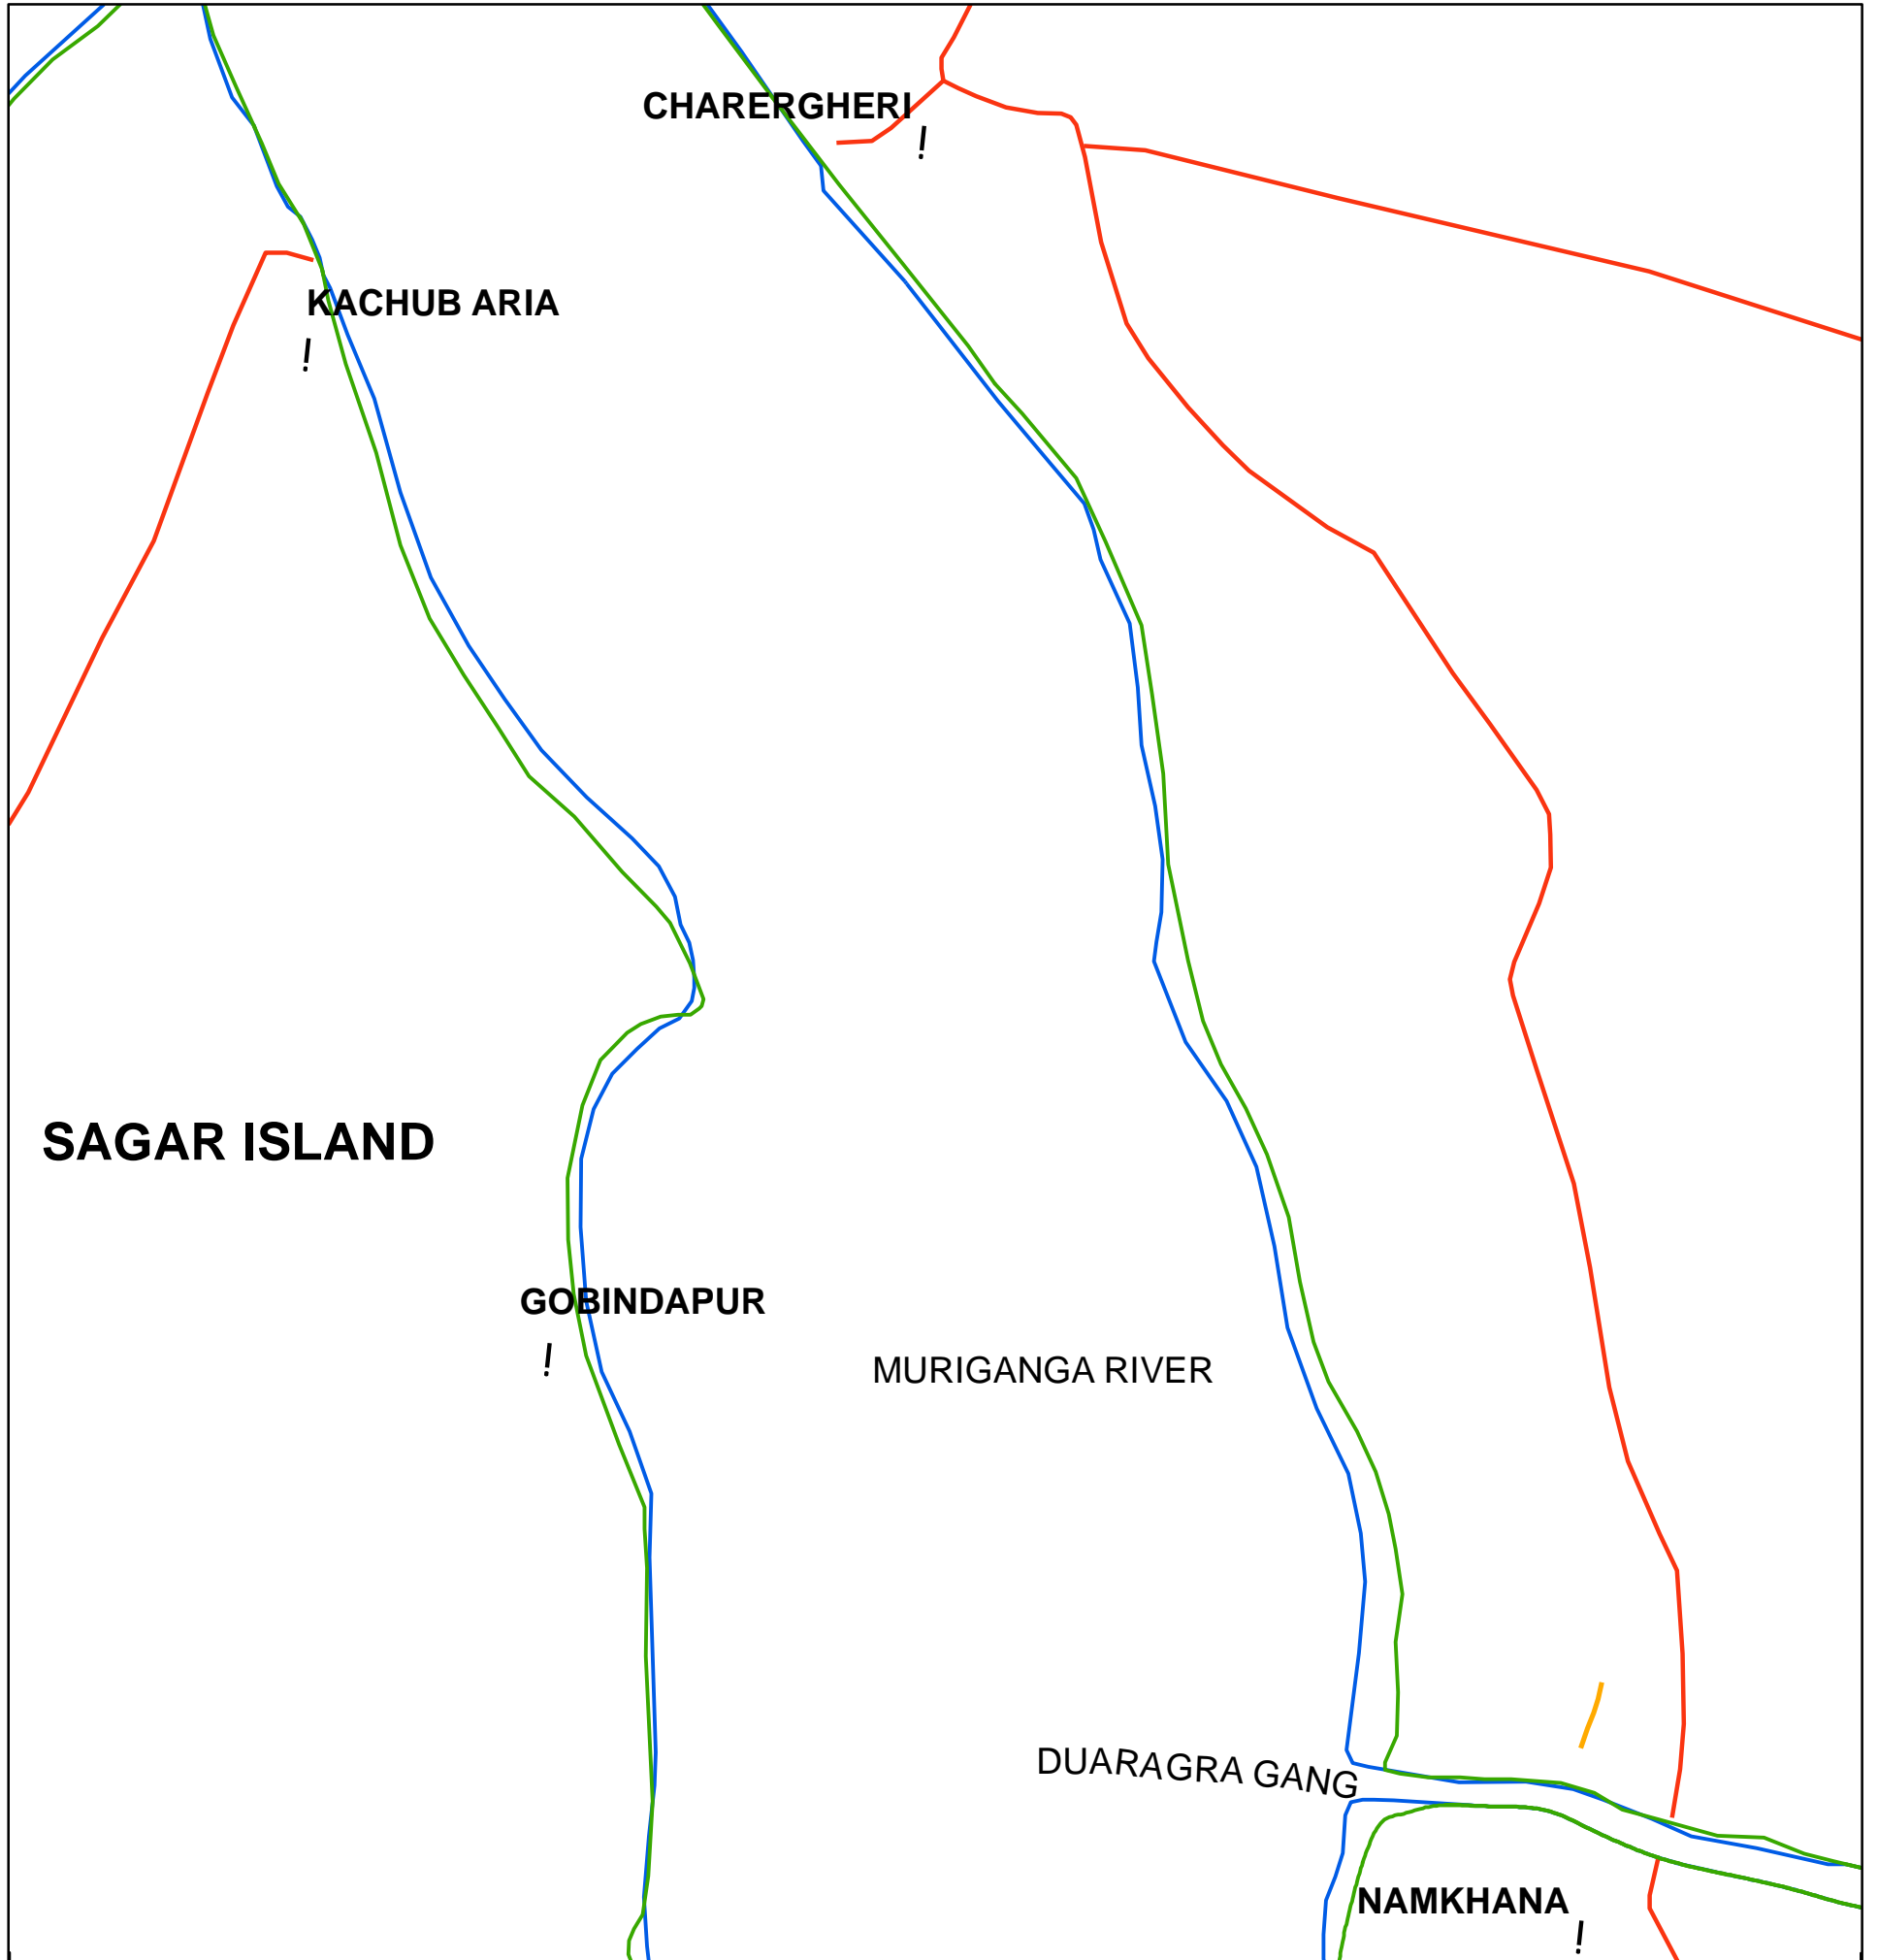 CHARERGHERI
KACHUB ARIA
SAGAR ISLAND
GOBINDAPUR
MURIGANGA RIVER
DUARAGRA GANG
NAMKHANA